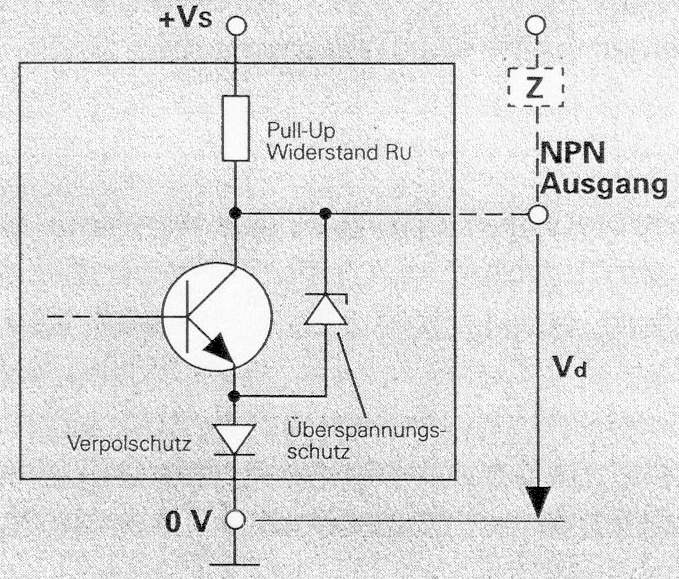 +Vs
Z
Pull-Up
Widerstand RU
NPN
Ausgang
Vd
Verpolschutz
Überspannungs-
schutz
0 V